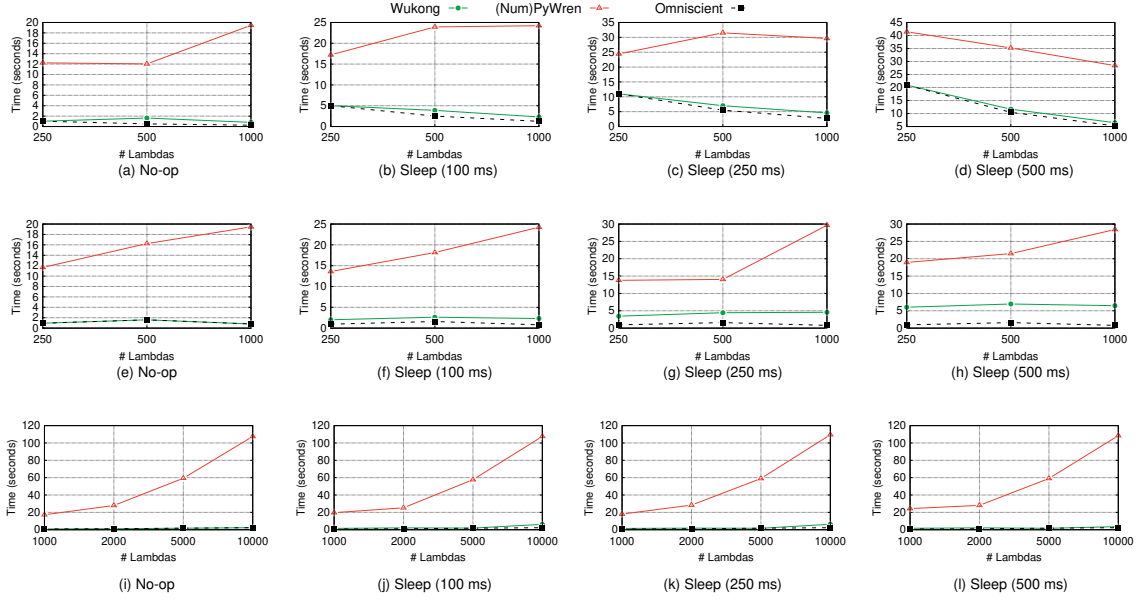 Wukong (Num)PyWren Omniscient
Time (seconds)
20
18
16
14
12
10
8
6
4
2
0
250 500 1000
# Lambdas
(a) No-op
Time (seconds)
25
20
15
10
5
0
250 500 1000
# Lambdas
(b) Sleep (100 ms)
Time (seconds)
35
30
25
20
15
10
5
0
250 500 1000
# Lambdas
(c) Sleep (250 ms)
Time (seconds)
45
40
35
30
25
20
15
10
5
250 500 1000
# Lambdas
(d) Sleep (500 ms)
Time (seconds)
20
18
16
14
12
10
8
6
4
2
0
250 500 1000
# Lambdas
(e) No-op
Time (seconds)
25
20
15
10
5
0
250 500 1000
# Lambdas
(f) Sleep (100 ms)
Time (seconds)
30
25
20
15
10
5
0
250 500 1000
# Lambdas
(g) Sleep (250 ms)
Time (seconds)
30
25
20
15
10
5
0
250 500 1000
# Lambdas
(h) Sleep (500 ms)
Time (seconds)
120
100
80
60
40
20
0
1000 2000 5000 10000
# Lambdas
(i) No-op
Time (seconds)
120
100
80
60
40
20
0
1000 2000 5000 10000
# Lambdas
(j) Sleep (100 ms)
Time (seconds)
120
100
80
60
40
20
0
1000 2000 5000 10000
# Lambdas
(k) Sleep (250 ms)
Time (seconds)
120
100
80
60
40
20
0
1000 2000 5000 10000
# Lambdas
(l) Sleep (500 ms)